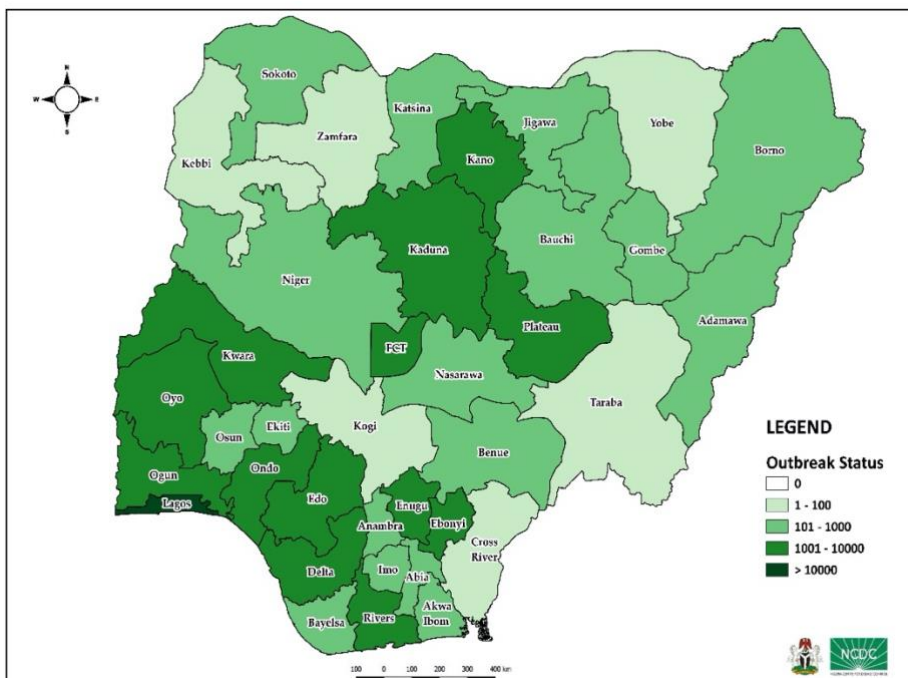 N
W E
S
Sokoto
Katsina
Jigawa
Yobe
Borno
Zamfara
Kebbi
Kano
Kaduna
Bauchi
Gombe
Niger
Adamawa
Plateau
FCT
Kwara
Nasarawa
Oyo
Taraba
Kogi
Osun
Ekiti
Benue
Ogun
Ondo
Lagos
Edo
Enugu
Ebonyi
Anambra
Cross
River
Delta
Imo
Abia
Akwa
Ibom
Bayelsa
Rivers
LEGEND
Outbreak Status
0
1 - 100
101 - 1000
1001 - 10000
> 10000
100 0 100 200 300 400 km
NCDC